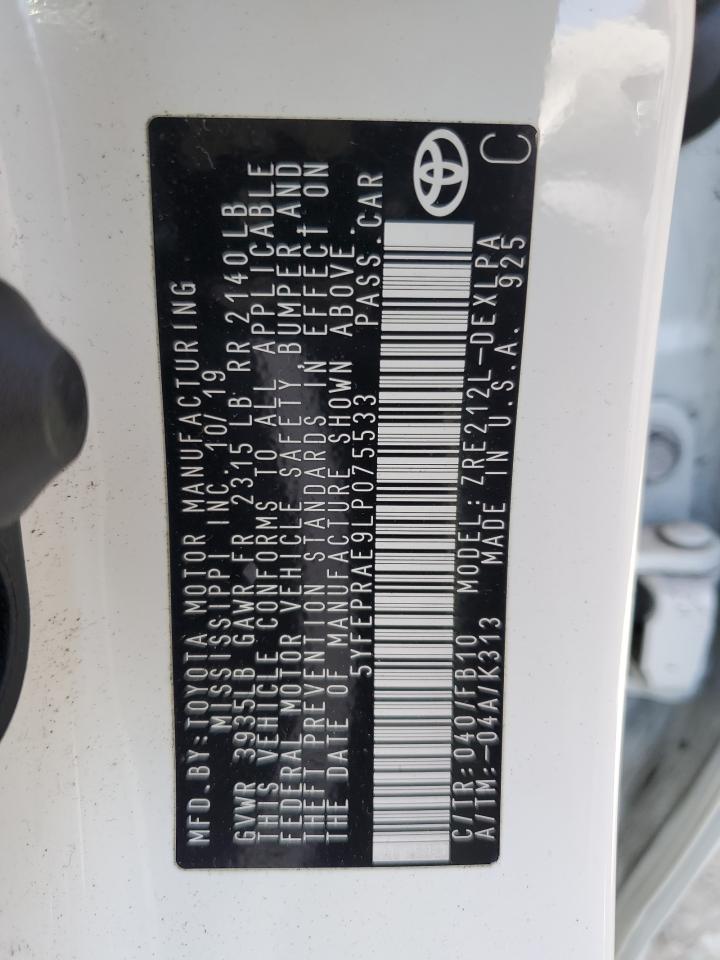 MFD.BY:TOYOTA MOTOR MANUFACTURING
MISSISSIPPI INC. 10/19
GVWR 3935LB GAWR FR 2315 LB RR 2140 LB
THIS VEHICLE CONFORMS TO ALL APPLICABLE
FEDERAL MOTOR VEHICLE SAFETY, BUMPER AND
THEFT PREVENTION STANDARDS IN EFFECT ON
THE DATE OF MANUFACTURE SHOWN ABOVE.
5YFEPRAE9LP075533 PASS.CAR
C/TR:040/FB10 MODEL: ZRE212L-DEXLPA
A/TM:-04A/K313 MADE IN U.S.A. 925
C